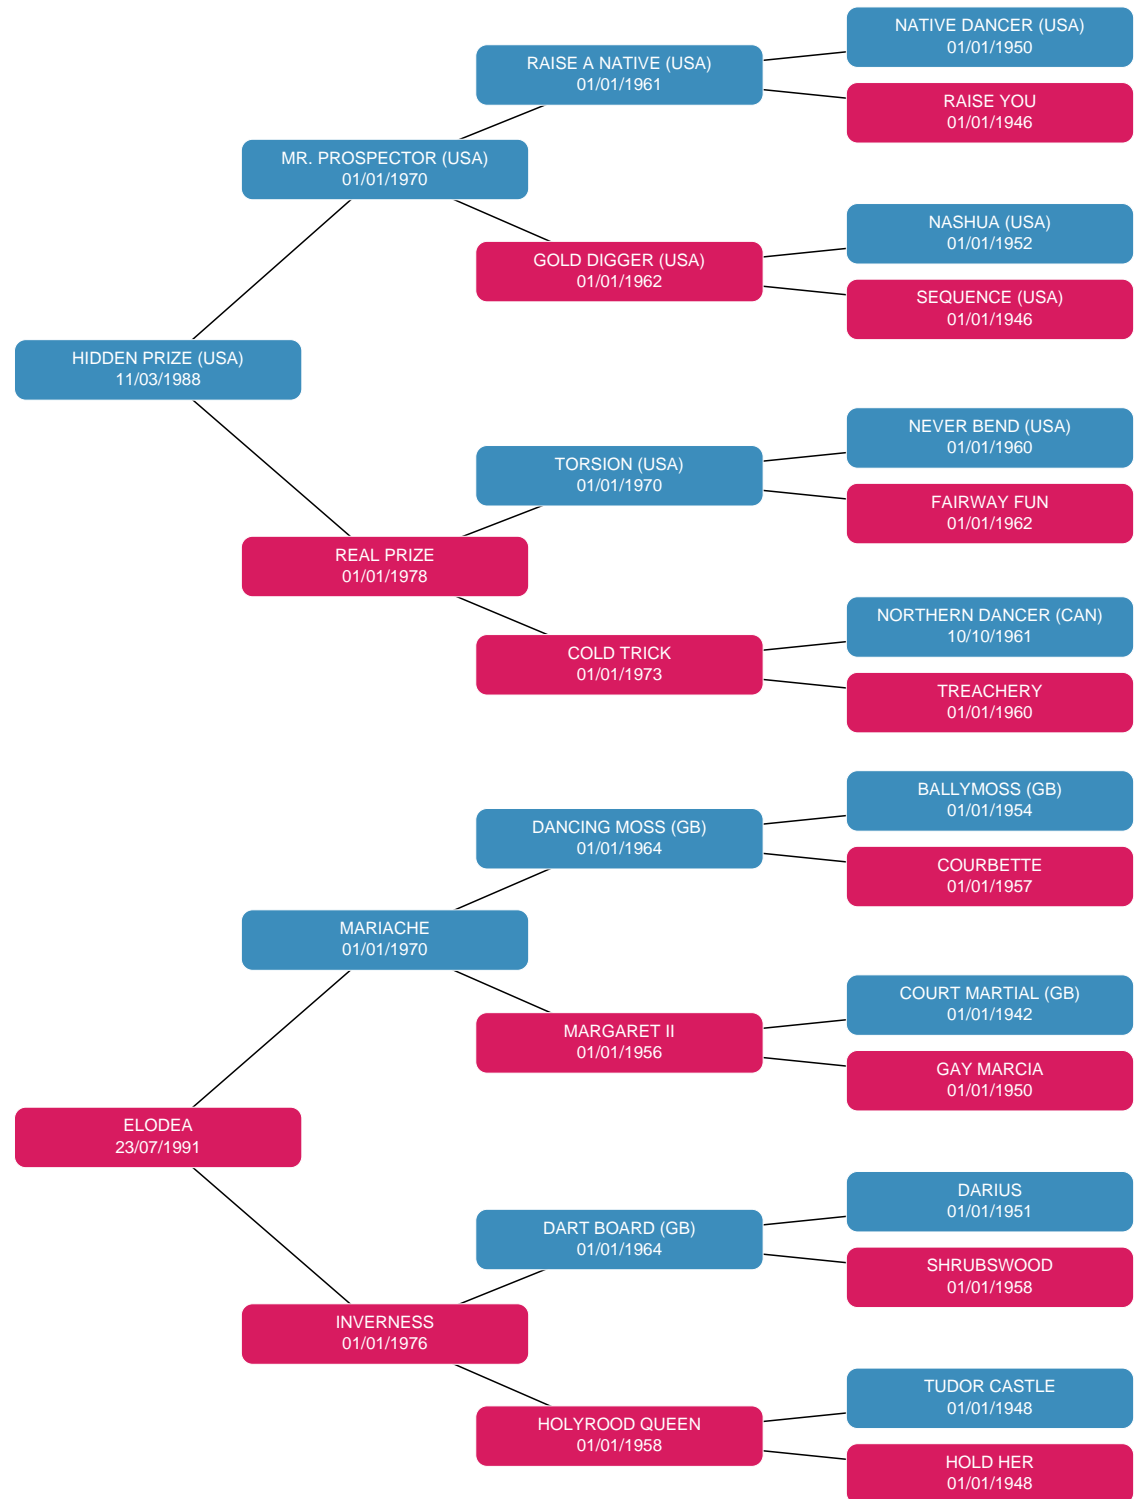 NATIVE DANCER (USA)
01/01/1950
RAISE A NATIVE (USA)
01/01/1961
RAISE YOU
01/01/1946
MR. PROSPECTOR (USA)
01/01/1970
NASHUA (USA)
01/01/1952
GOLD DIGGER (USA)
01/01/1962
SEQUENCE (USA)
01/01/1946
HIDDEN PRIZE (USA)
11/03/1988
NEVER BEND (USA)
01/01/1960
TORSION (USA)
01/01/1970
FAIRWAY FUN
01/01/1962
REAL PRIZE
01/01/1978
NORTHERN DANCER (CAN)
10/10/1961
COLD TRICK
01/01/1973
TREACHERY
01/01/1960
BALLYMOSS (GB)
01/01/1954
DANCING MOSS (GB)
01/01/1964
COURBETTE
01/01/1957
MARIACHE
01/01/1970
COURT MARTIAL (GB)
01/01/1942
MARGARET II
01/01/1956
GAY MARCIA
01/01/1950
ELODEA
23/07/1991
DARIUS
01/01/1951
DART BOARD (GB)
01/01/1964
SHRUBSWOOD
01/01/1958
INVERNESS
01/01/1976
TUDOR CASTLE
01/01/1948
HOLYROOD QUEEN
01/01/1958
HOLD HER
01/01/1948